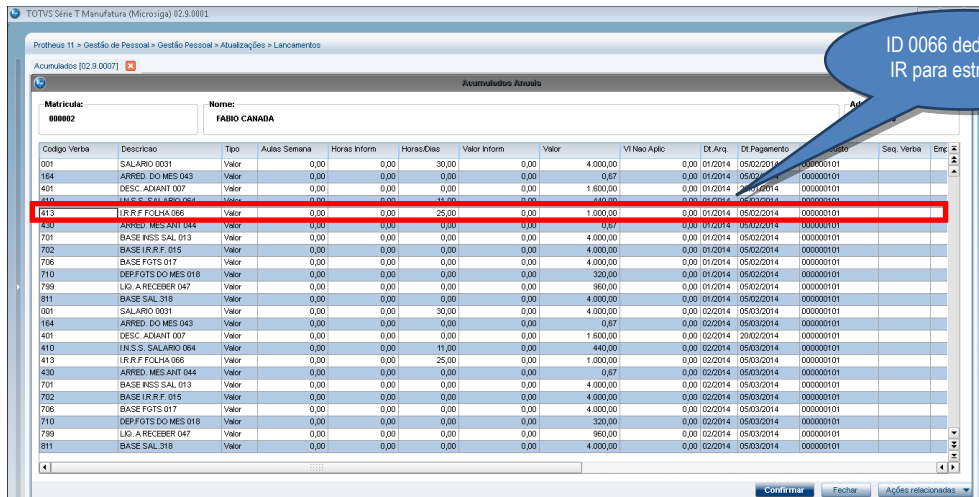 TOTVS Série T Manufatura (Microsiga) 02.9.0001
Protheus 11 > Gestão de Pessoal > Gestão Pessoal > Atualizações > Lancamentos
Acumulados [02.9.0007]
ID 0066 ded
IR para estr
Acumulados Anuais
Matricula: Nome: Ad
000002 FABIO CANADA
Codigo Verba Descricao Tipo Aulas Semana Horas Inform Horas/Dias Valor Inform Valor Vl Nao Aplic Dt.Arq. Dt.Pagamento usto Seq. Verba Emp
001 SALARIO 0031 Valor 0,00 0,00 30,00 0,00 4.000,00 0,00 01/2014 05/02/2014 000000101
164 ARRED. DO MES 043 Valor 0,00 0,00 0,00 0,00 0,67 0,00 01/2014 05/02/ 000000101
401 DESC. ADIANT 007 Valor 0,00 0,00 0,00 0,00 1.600,00 0,00 01/2014 01/2014 000000101
410 I.N.S.S. SALARIO 064 Valor 0,00 0,00 11,00 0,00 440,00 0,00 01/2014 05/02/2014 000000101
413 I.R.R.F FOLHA 066 Valor 0,00 0,00 25,00 0,00 1.000,00 0,00 01/2014 05/02/2014 000000101
430 ARRED. MES ANT 044 Valor 0,00 0,00 0,00 0,00 0,67 0,00 01/2014 05/02/2014 000000101
701 BASE INSS SAL 013 Valor 0,00 0,00 0,00 0,00 4.000,00 0,00 01/2014 05/02/2014 000000101
702 BASE I.R.R.F. 015 Valor 0,00 0,00 0,00 0,00 4.000,00 0,00 01/2014 05/02/2014 000000101
706 BASE FGTS 017 Valor 0,00 0,00 0,00 0,00 4.000,00 0,00 01/2014 05/02/2014 000000101
710 DEP.FGTS DO MES 018 Valor 0,00 0,00 0,00 0,00 320,00 0,00 01/2014 05/02/2014 000000101
799 LIQ. A RECEBER 047 Valor 0,00 0,00 0,00 0,00 960,00 0,00 01/2014 05/02/2014 000000101
811 BASE SAL.318 Valor 0,00 0,00 0,00 0,00 4.000,00 0,00 01/2014 05/02/2014 000000101
001 SALARIO 0031 Valor 0,00 0,00 30,00 0,00 4.000,00 0,00 02/2014 05/03/2014 000000101
164 ARRED. DO MES 043 Valor 0,00 0,00 0,00 0,00 0,67 0,00 02/2014 05/03/2014 000000101
401 DESC. ADIANT 007 Valor 0,00 0,00 0,00 0,00 1.600,00 0,00 02/2014 20/02/2014 000000101
410 I.N.S.S. SALARIO 064 Valor 0,00 0,00 11,00 0,00 440,00 0,00 02/2014 05/03/2014 000000101
413 I.R.R.F FOLHA 066 Valor 0,00 0,00 25,00 0,00 1.000,00 0,00 02/2014 05/03/2014 000000101
430 ARRED. MES ANT 044 Valor 0,00 0,00 0,00 0,00 0,67 0,00 02/2014 05/03/2014 000000101
701 BASE INSS SAL 013 Valor 0,00 0,00 0,00 0,00 4.000,00 0,00 02/2014 05/03/2014 000000101
702 BASE I.R.R.F. 015 Valor 0,00 0,00 0,00 0,00 4.000,00 0,00 02/2014 05/03/2014 000000101
706 BASE FGTS 017 Valor 0,00 0,00 0,00 0,00 4.000,00 0,00 02/2014 05/03/2014 000000101
710 DEP.FGTS DO MES 018 Valor 0,00 0,00 0,00 0,00 320,00 0,00 02/2014 05/03/2014 000000101
799 LIQ. A RECEBER 047 Valor 0,00 0,00 0,00 0,00 960,00 0,00 02/2014 05/03/2014 000000101
811 BASE SAL.318 Valor 0,00 0,00 0,00 0,00 4.000,00 0,00 02/2014 05/03/2014 000000101
Confirmar Fechar Ações relacionadas